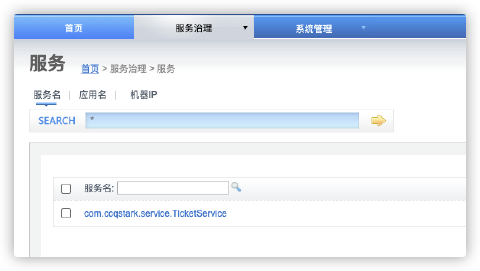 首页 服务治理 系统管理
服务 首页 > 服务治理 > 服务
服务名 | 应用名 | 机器IP
SEARCH *
服务名:
com.coqstark.service.TicketService